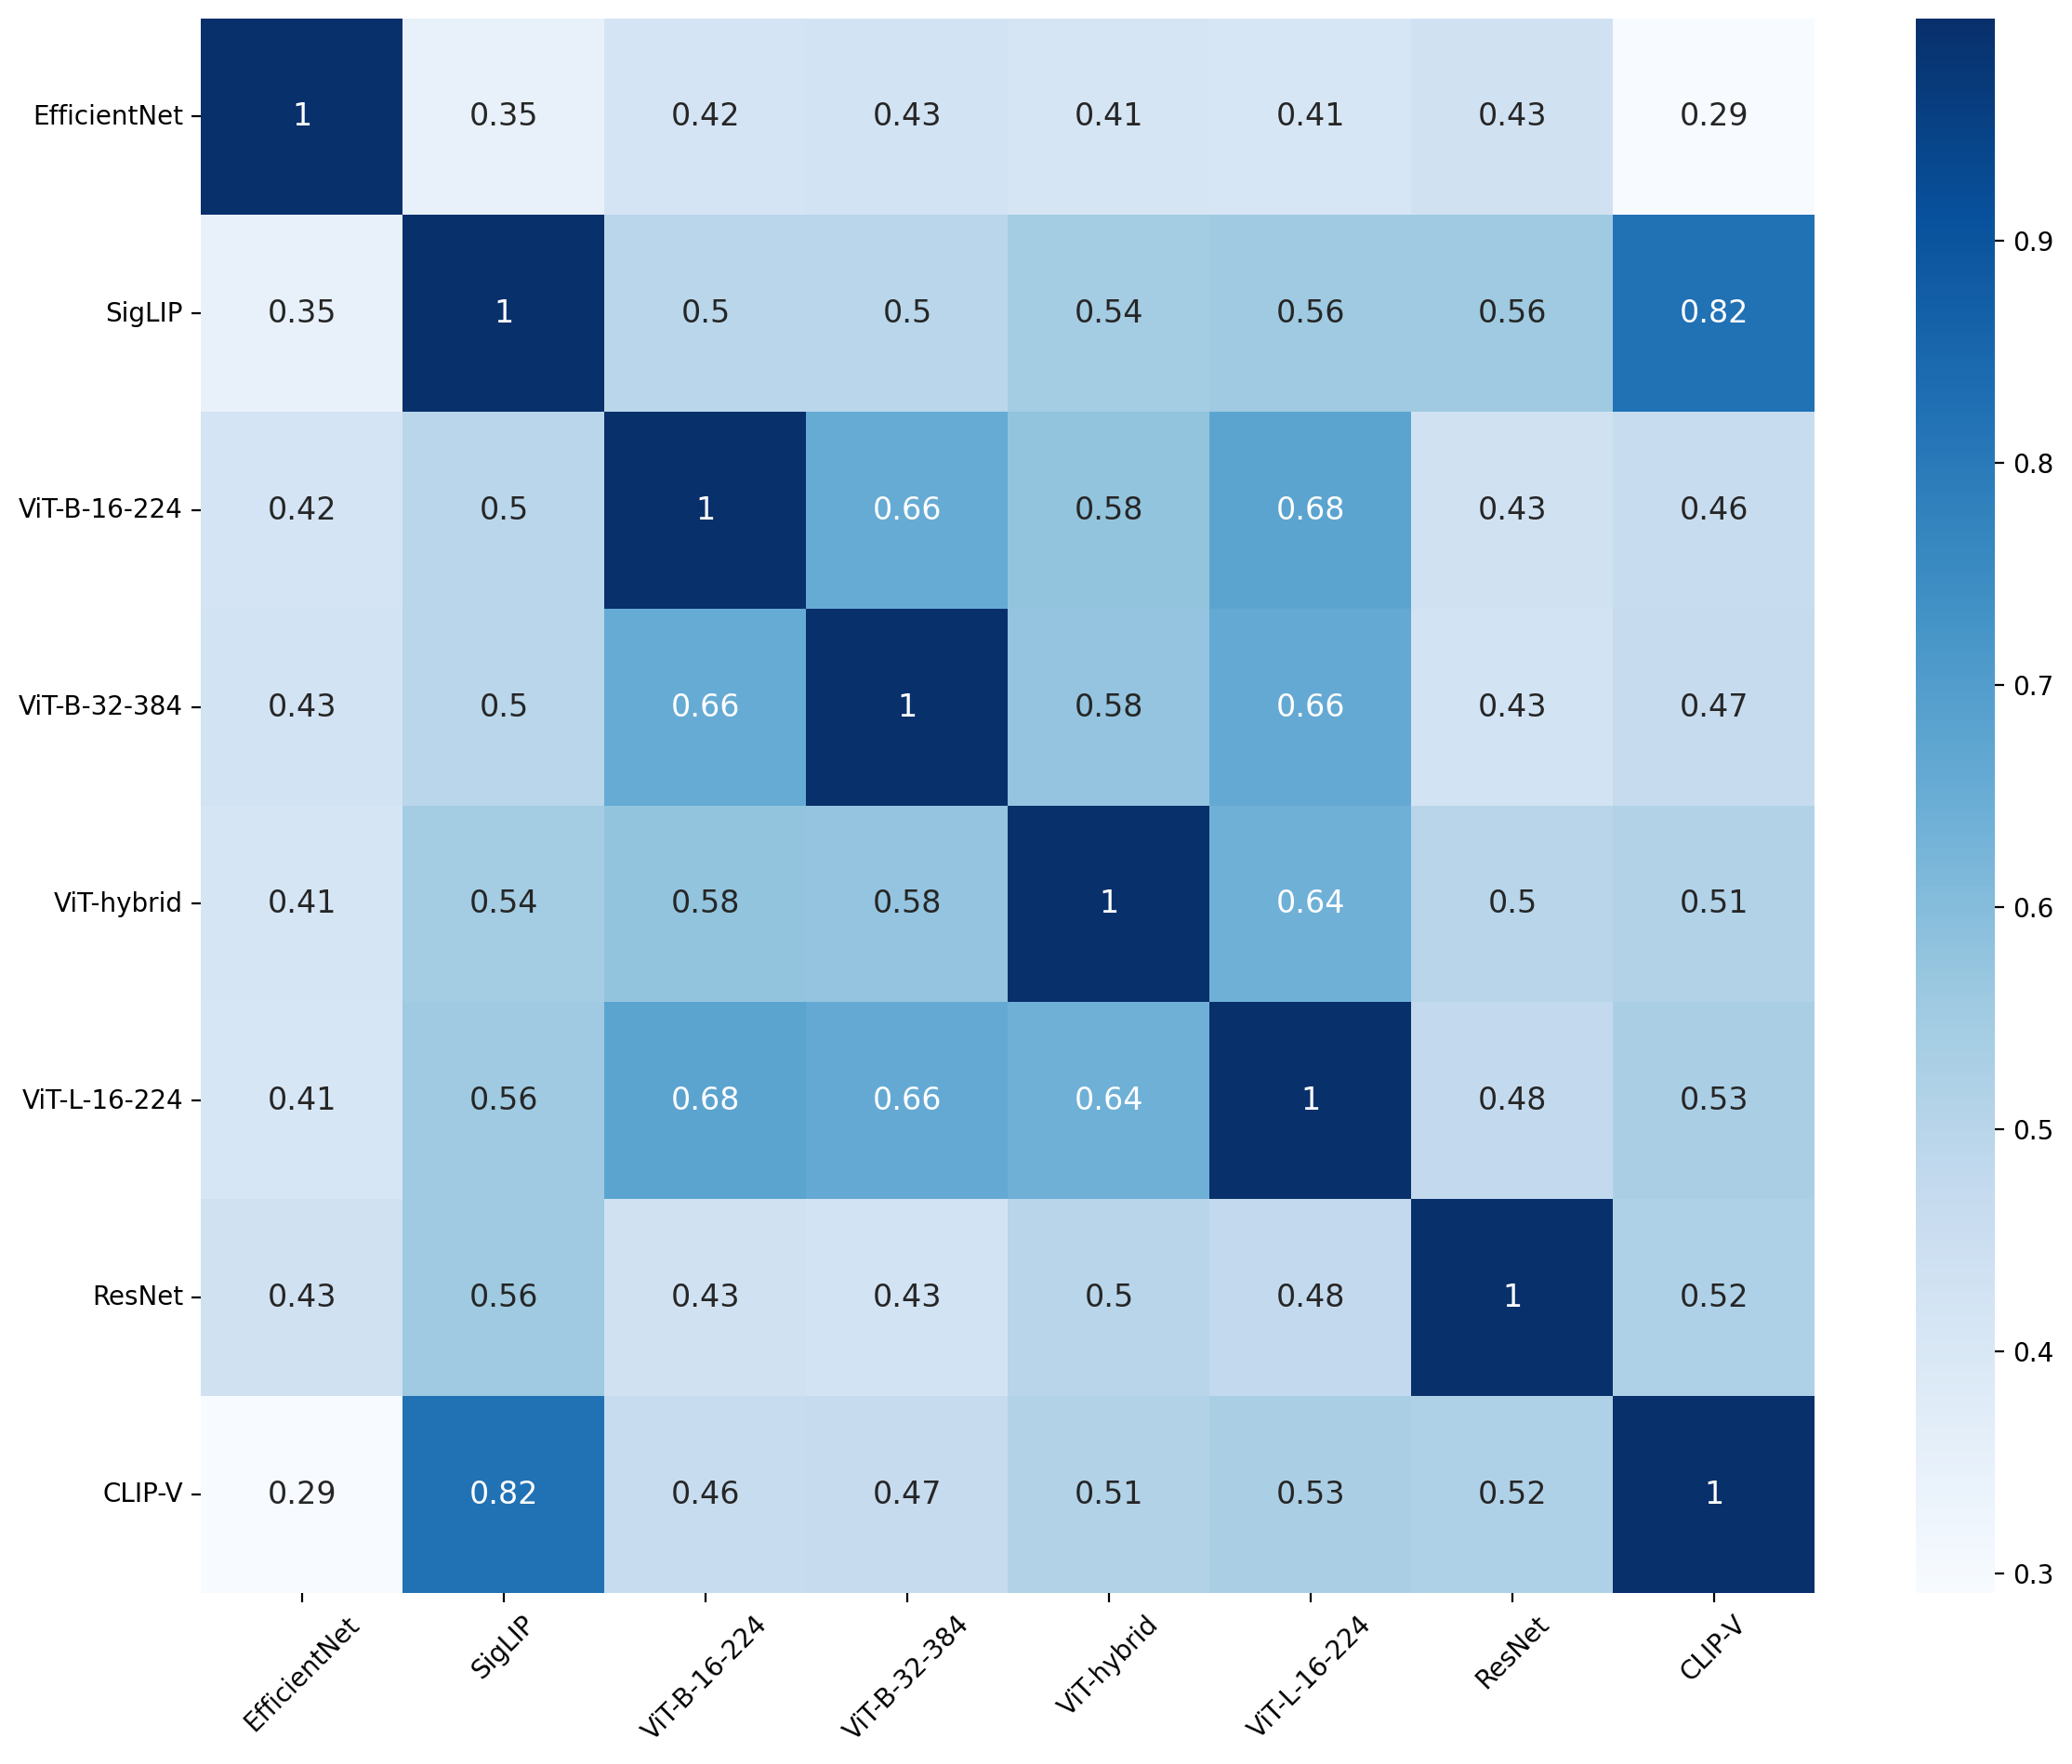 EfficientNet 1 0.35 0.42 0.43 0.41 0.41 0.43 0.29
SigLIP 0.35 1 0.5 0.5 0.54 0.56 0.56 0.82
ViT-B-16-224 0.42 0.5 1 0.66 0.58 0.68 0.43 0.46
ViT-B-32-384 0.43 0.5 0.66 1 0.58 0.66 0.43 0.47
ViT-hybrid 0.41 0.54 0.58 0.58 1 0.64 0.5 0.51
ViT-L-16-224 0.41 0.56 0.68 0.66 0.64 1 0.48 0.53
ResNet 0.43 0.56 0.43 0.43 0.5 0.48 1 0.52
CLIP-V 0.29 0.82 0.46 0.47 0.51 0.53 0.52 1
EfficientNet SigLIP ViT-B-16-224 ViT-B-32-384 ViT-hybrid ViT-L-16-224 ResNet CLIP-V
0.9
0.8
0.7
0.6
0.5
0.4
0.3